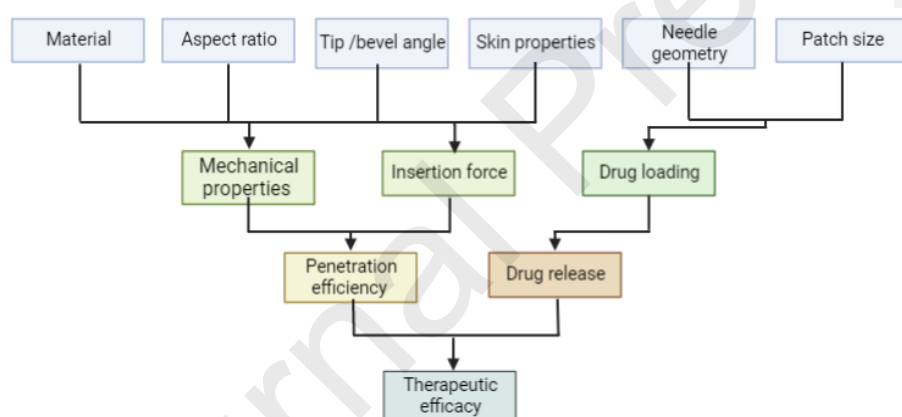 Material
Aspect ratio
Tip /bevel angle
Skin properties
Needle
geometry
Patch size
Mechanical
properties
Insertion force
Drug loading
Penetration
efficiency
Drug release
Therapeutic
efficacy